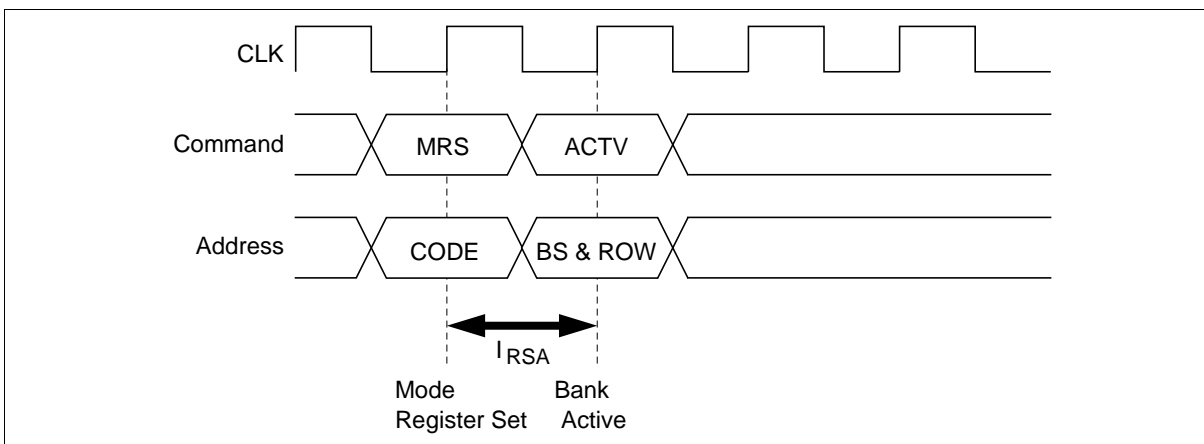 CLK
Command
MRS
ACTV
Address
CODE
BS & ROW
I RSA
Mode
Register Set
Bank
Active